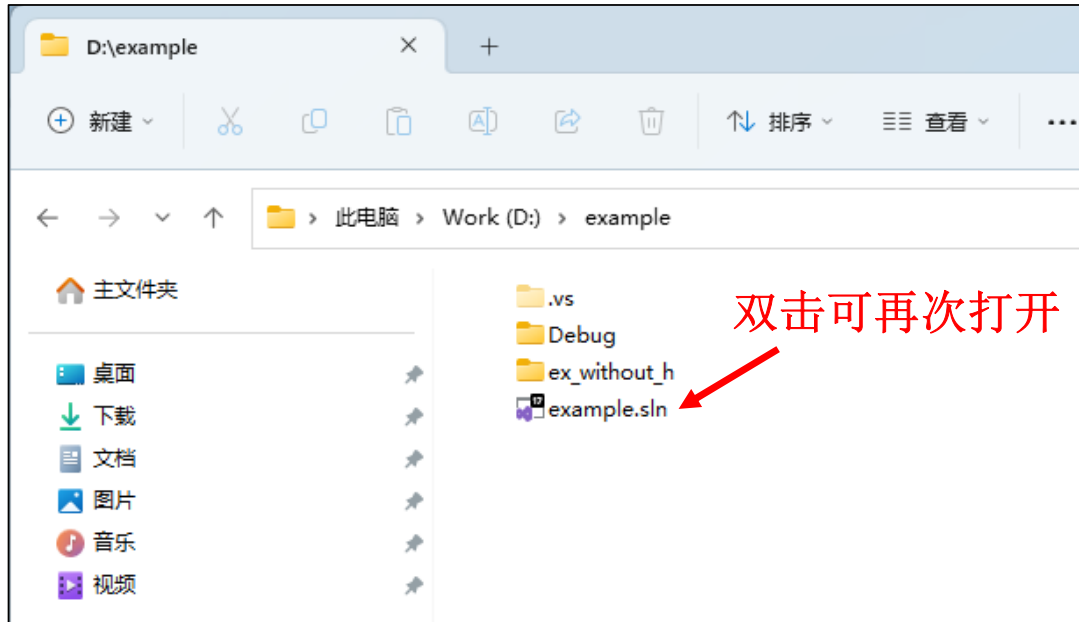 D:\example
新建
排序
查看
此电脑 > Work (D:) > example
主文件夹
桌面
下载
文档
图片
音乐
视频
.vs
Debug
ex_without_h
17
example.sln
双击可再次打开